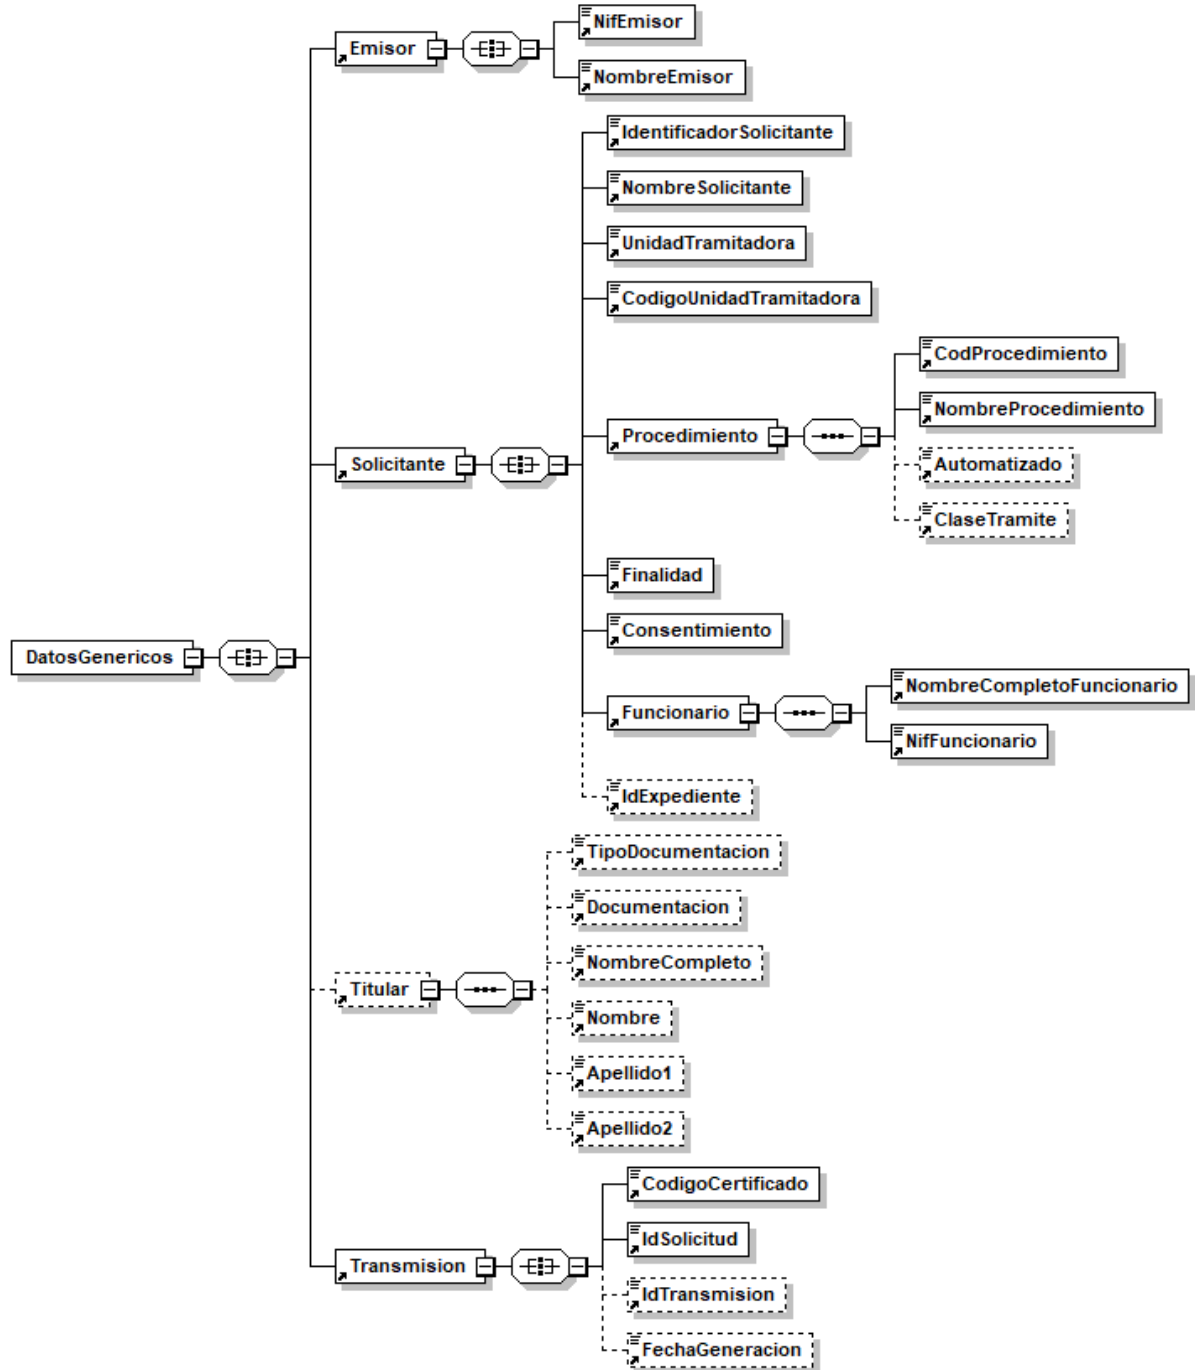 Emisor
NifEmisor
NombreEmisor
IdentificadorSolicitante
NombreSolicitante
UnidadTramitadora
CodigoUnidadTramitadora
CodProcedimiento
NombreProcedimiento
Procedimiento
Automatizado
Solicitante
ClaseTramite
Finalidad
Consentimiento
DatosGenericos
NombreCompletoFuncionario
Funcionario
NifFuncionario
IdExpediente
TipoDocumentacion
Documentacion
NombreCompleto
Titular
Nombre
Apellido1
Apellido2
CodigoCertificado
IdSolicitud
Transmision
IdTransmision
FechaGeneracion